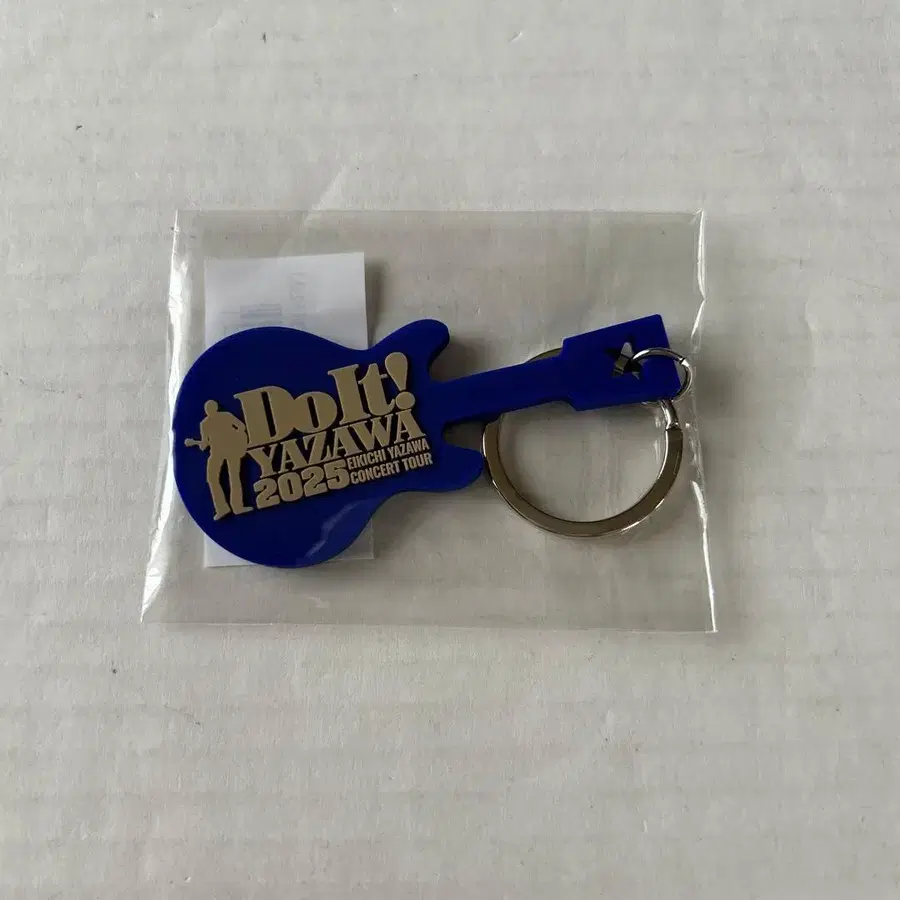 DoIt!
YAZAWA
2025 EIKICHI YAZAWA
CONCERT TOUR